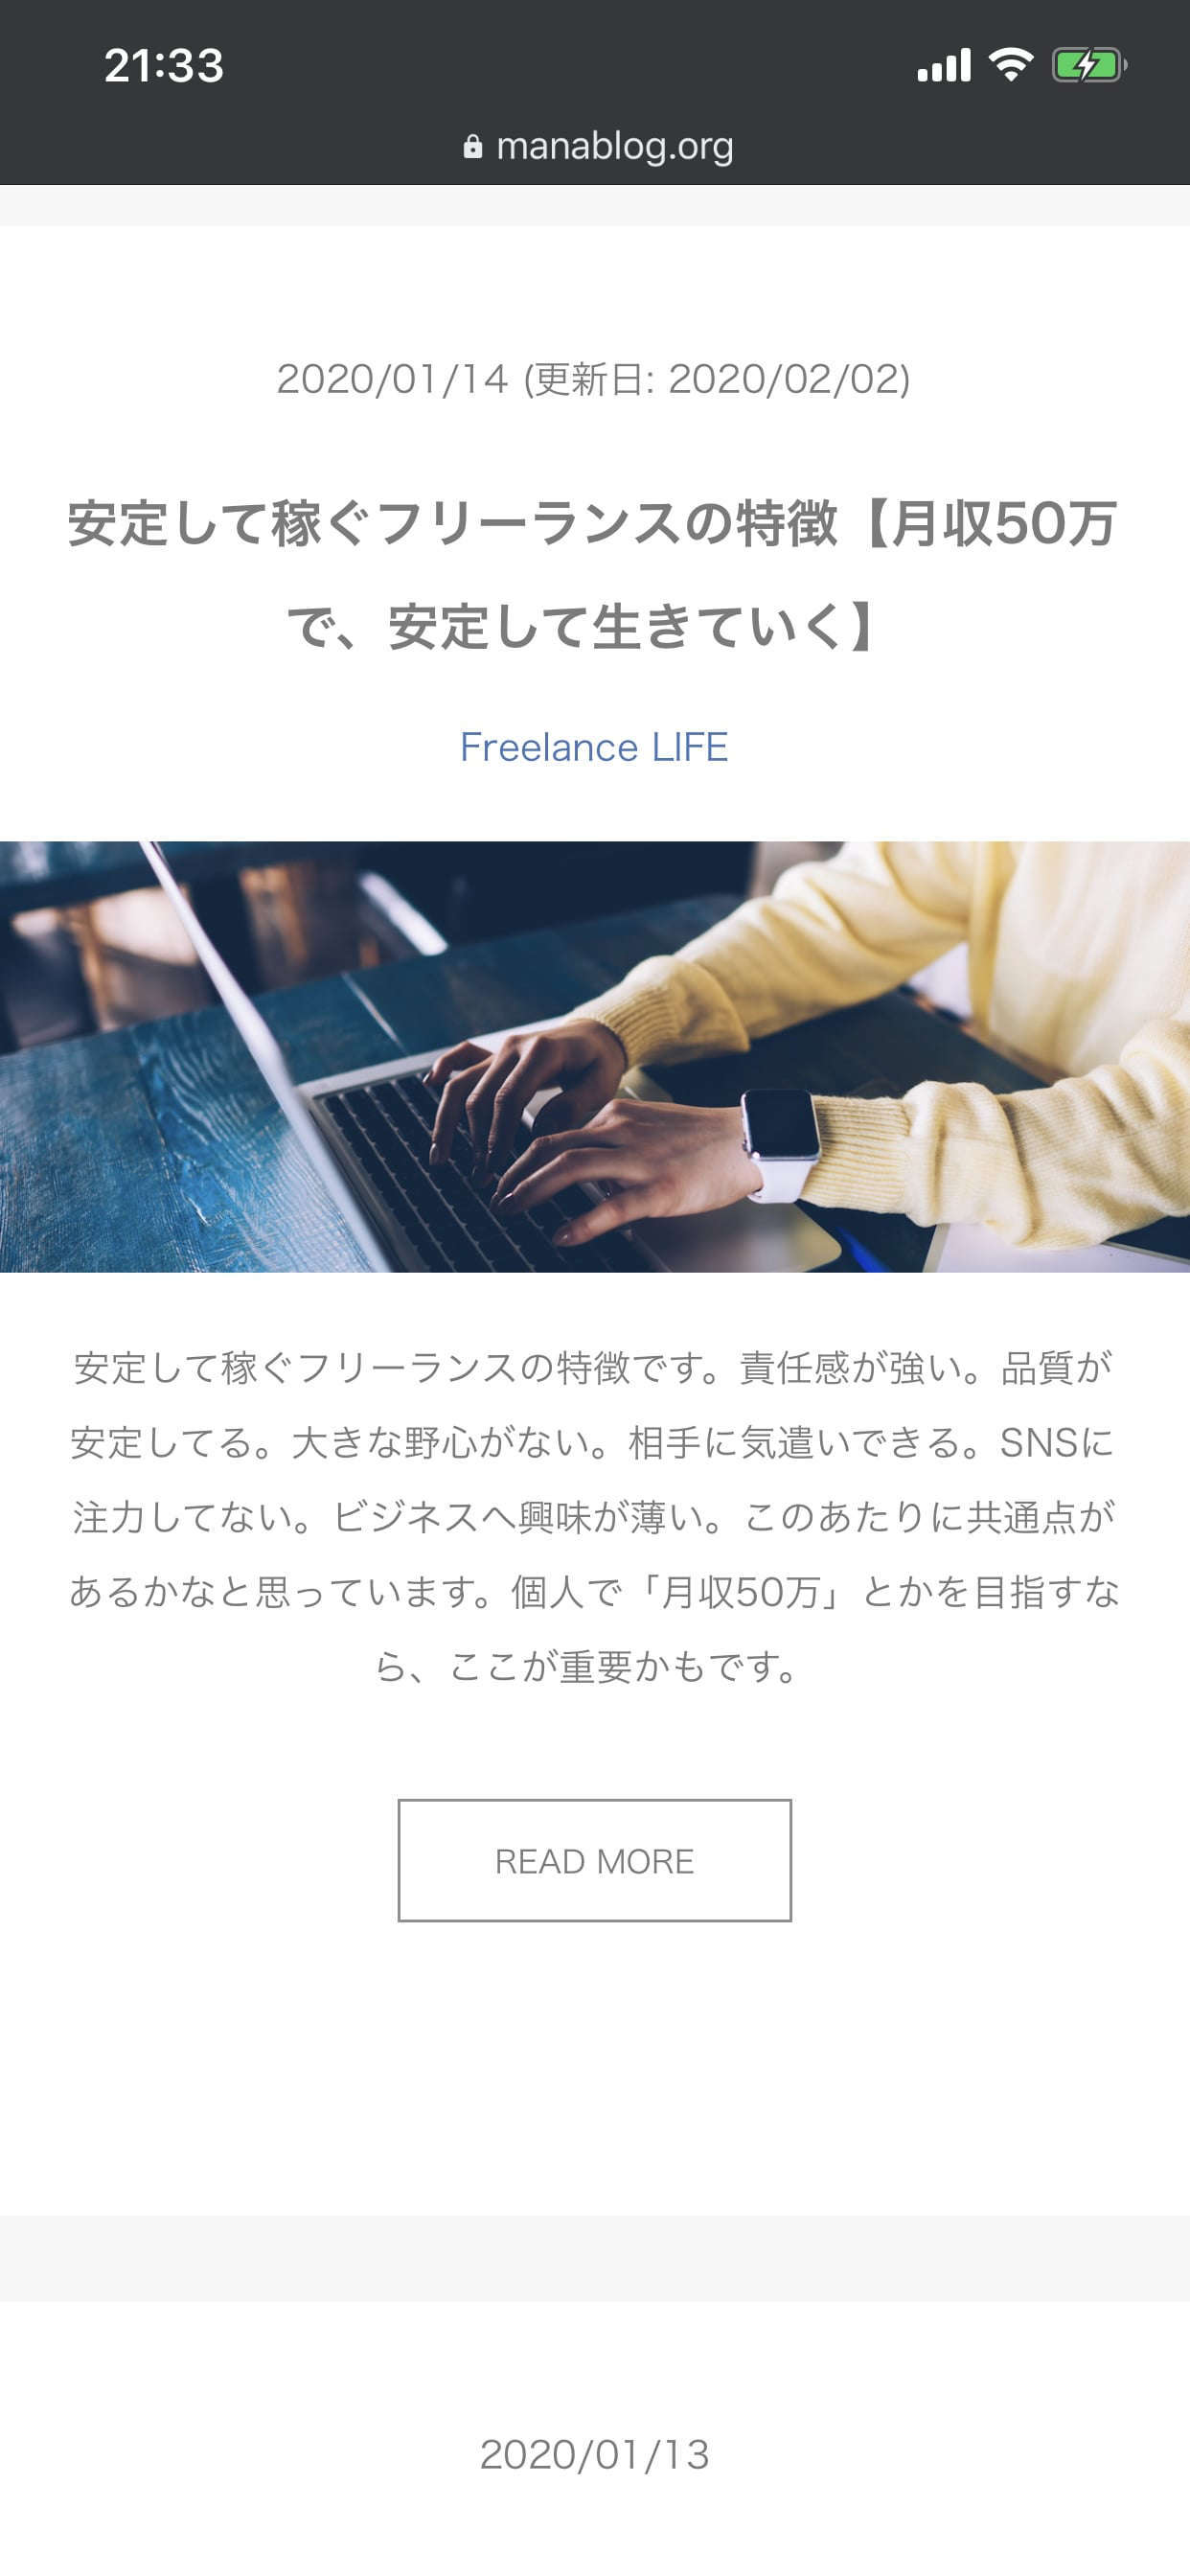 21:33
manablog.org
2020/01/14 (更新日: 2020/02/02)
安定して稼ぐフリーランスの特徴【月収50万
で、安定して生きていく】
Freelance LIFE
安定して稼ぐフリーランスの特徴です。責任感が強い。品質が
安定してる。大きな野心がない。相手に気遣いできる。SNSに
注力してない。ビジネスへ興味が薄い。このあたりに共通点が
あるかなと思っています。個人で「月収50万」とかを目指すな
ら、ここが重要かもです。
READ MORE
2020/01/13